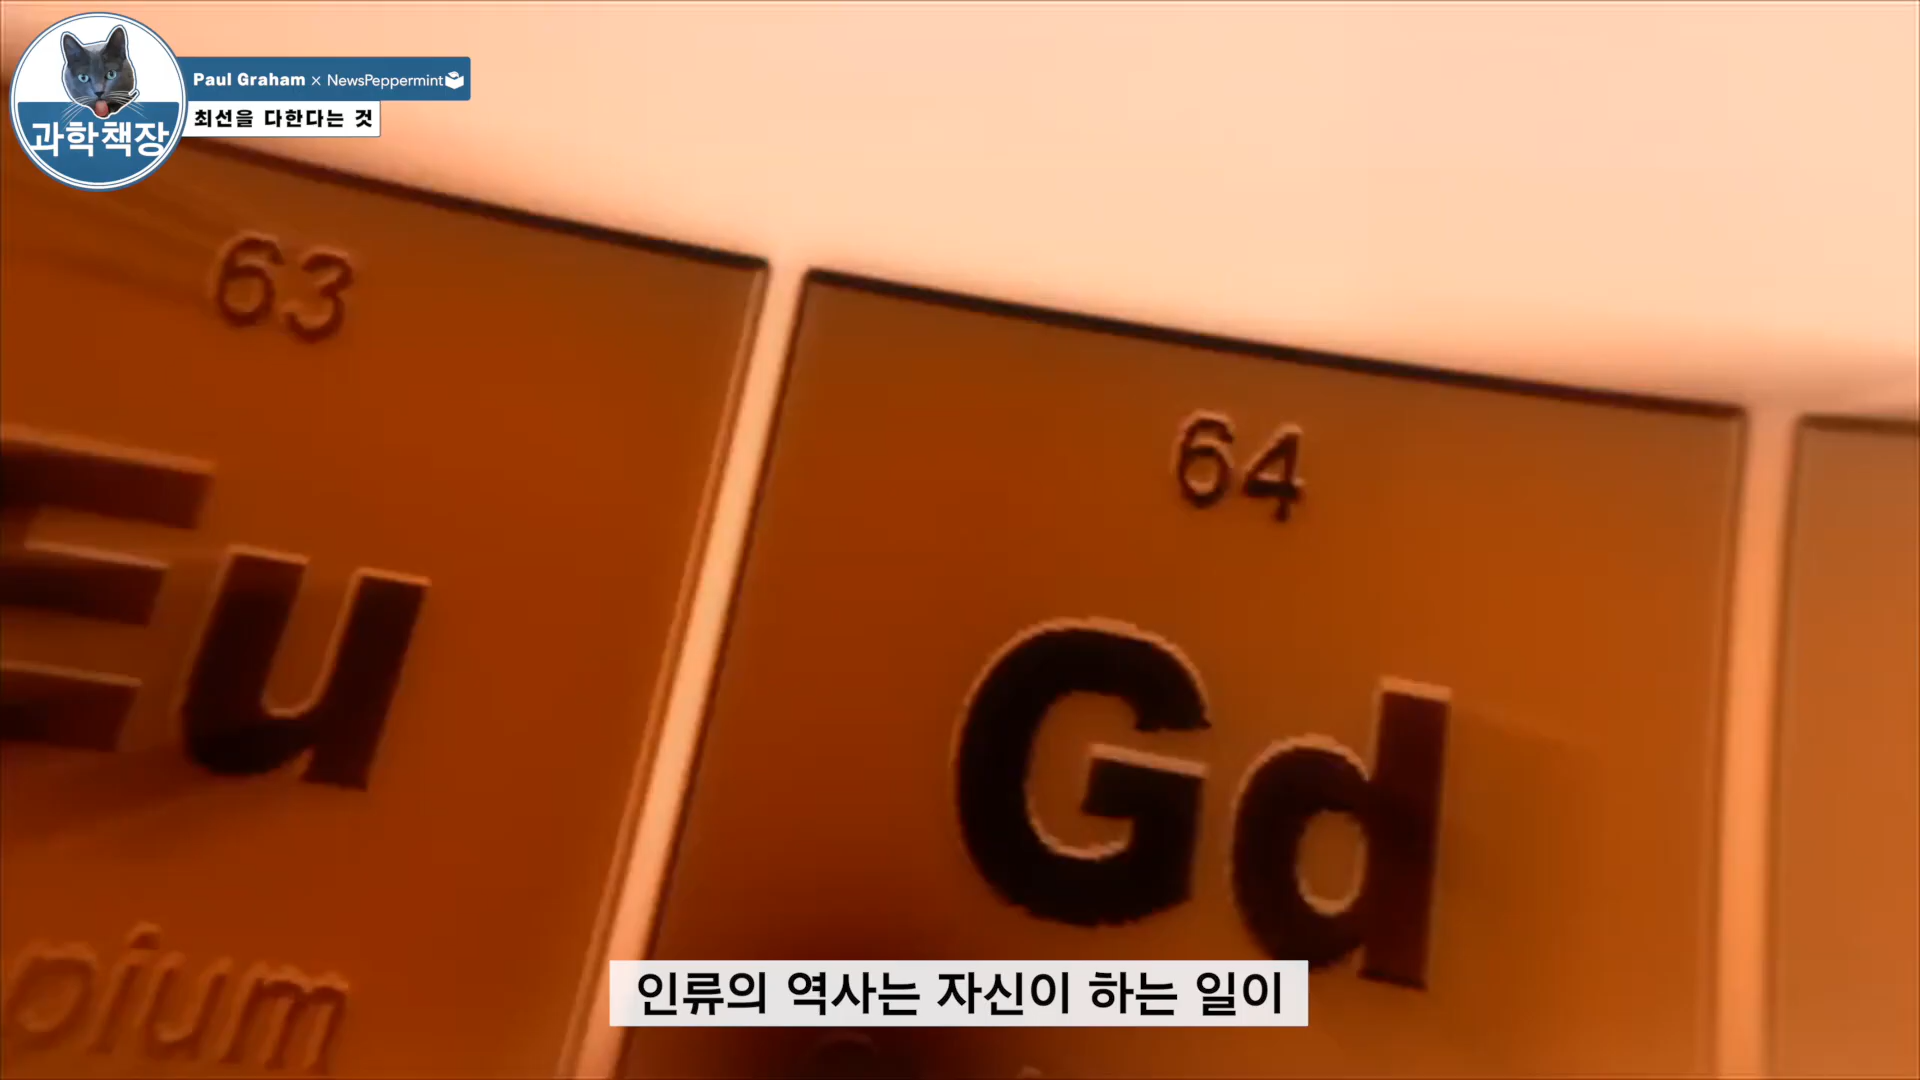 Paul Graham × NewsPeppermint
최선을 다한다는 것
과학책장
63
Eu
pium
64
Gd
인류의 역사는 자신이 하는 일이